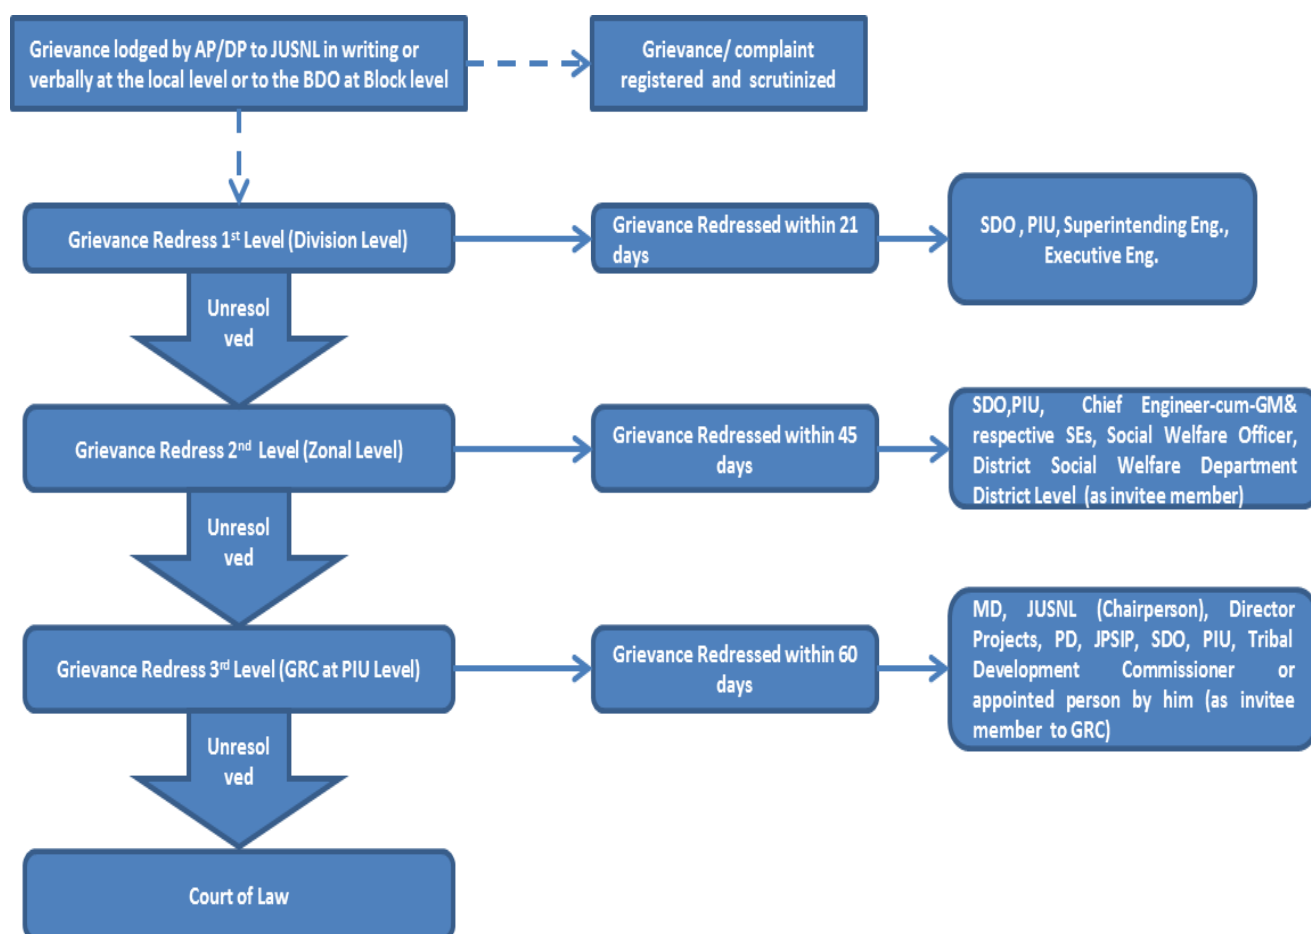 Grievance lodged by AP/DP to JUSNL in writing or
verbally at the local level or to the BDO at Block level
Grievance/ complaint
registered and scrutinized
Grievance Redress 1st Level (Division Level)
Grievance Redressed within 21
days
SDO , PIU, Superintending Eng.,
Executive Eng.
Unresol
ved
Grievance Redress 2nd Level (Zonal Level)
Grievance Redressed within 45
days
SDO,PIU, Chief Engineer-cum-GM&
respective SEs, Social Welfare Officer,
District Social Welfare Department
District Level (as invitee member)
Unresol
ved
Grievance Redress 3rd Level (GRC at PIU Level)
Grievance Redressed within 60
days
MD, JUSNL (Chairperson), Director
Projects, PD, JPSIP, SDO, PIU, Tribal
Development Commissioner or
appointed person by him (as invitee
member to GRC)
Unresol
ved
Court of Law